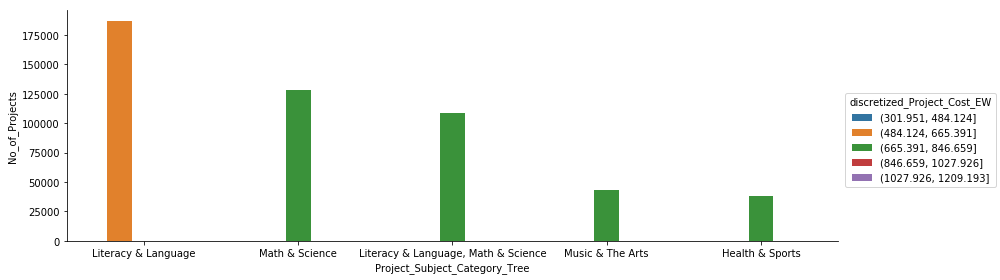 No_of_Projects
175000
150000
125000
100000
75000
50000
25000
0
Literacy & Language
Math & Science
Literacy & Language, Math & Science
Music & The Arts
Health & Sports
Project_Subject_Category_Tree
discretized_Project_Cost_EW
(301.951, 484.124]
(484.124, 665.391]
(665.391, 846.659]
(846.659, 1027.926]
(1027.926, 1209.193]